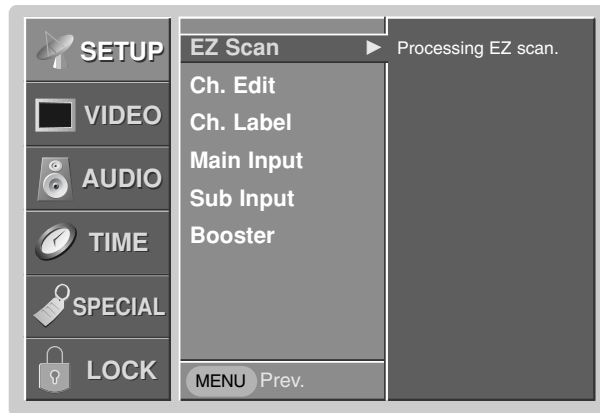 SETUP
VIDEO
AUDIO
TIME
SPECIAL
LOCK
EZ Scan ►
Ch. Edit
Ch. Label
Main Input
Sub Input
Booster
MENU Prev.
Processing EZ scan.